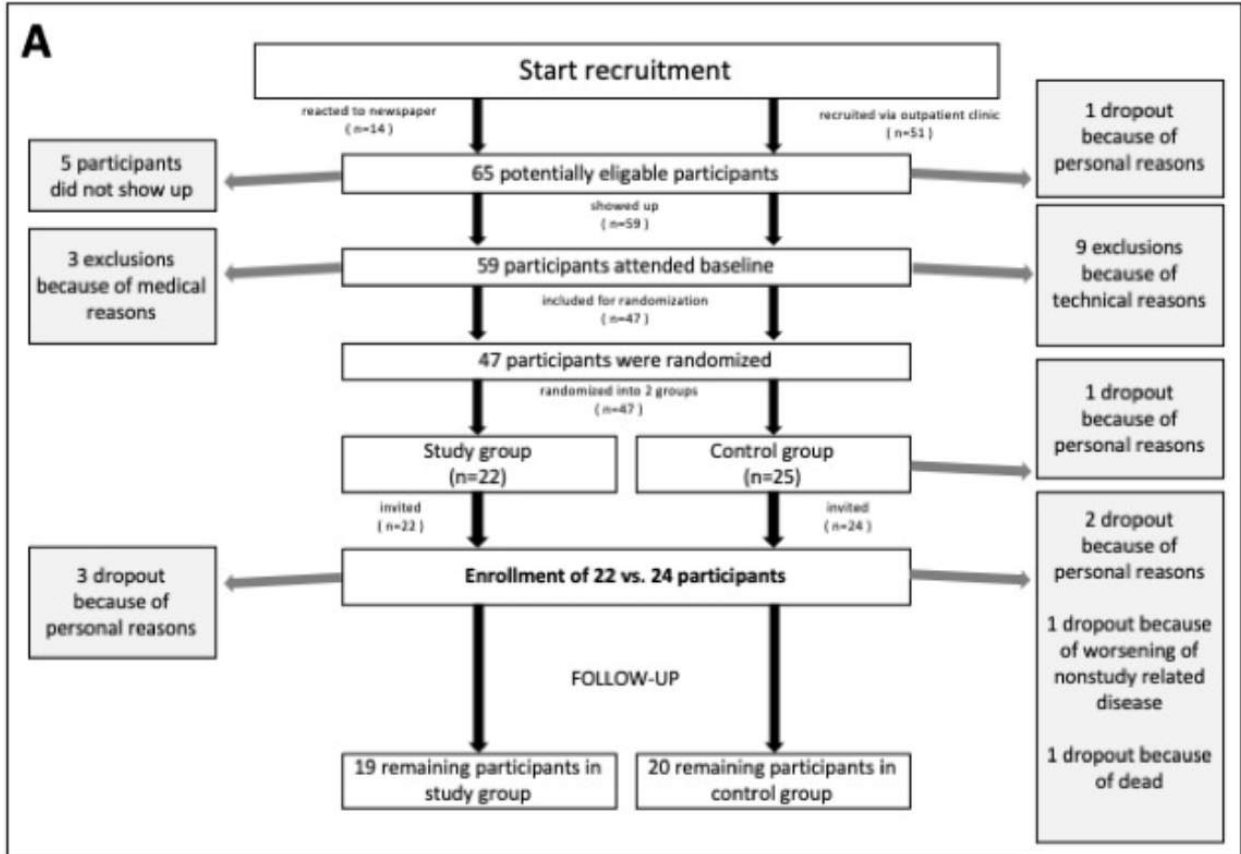 A
Start recruitment
reacted to newspaper
( n=14 )
recruited via outpatient clinic
( n=51 )
1 dropout
because of
personal reasons
5 participants
did not show up
65 potentially eligable participants
showed up
( n=59 )
3 exclusions
because of medical
reasons
59 participants attended baseline
9 exclusions
because of
technical reasons
included for randomization
( n=47 )
47 participants were randomized
randomized into 2 groups
( n=47 )
1 dropout
because of
personal reasons
Study group
(n=22)
Control group
(n=25)
invited
( n=22 )
invited
( n=24 )
3 dropout
because of
personal reasons
Enrollment of 22 vs. 24 participants
2 dropout
because of
personal reasons
1 dropout because
of worsening of
nonstudy related
disease
1 dropout because
of dead
FOLLOW-UP
19 remaining participants in
study group
20 remaining participants in
control group